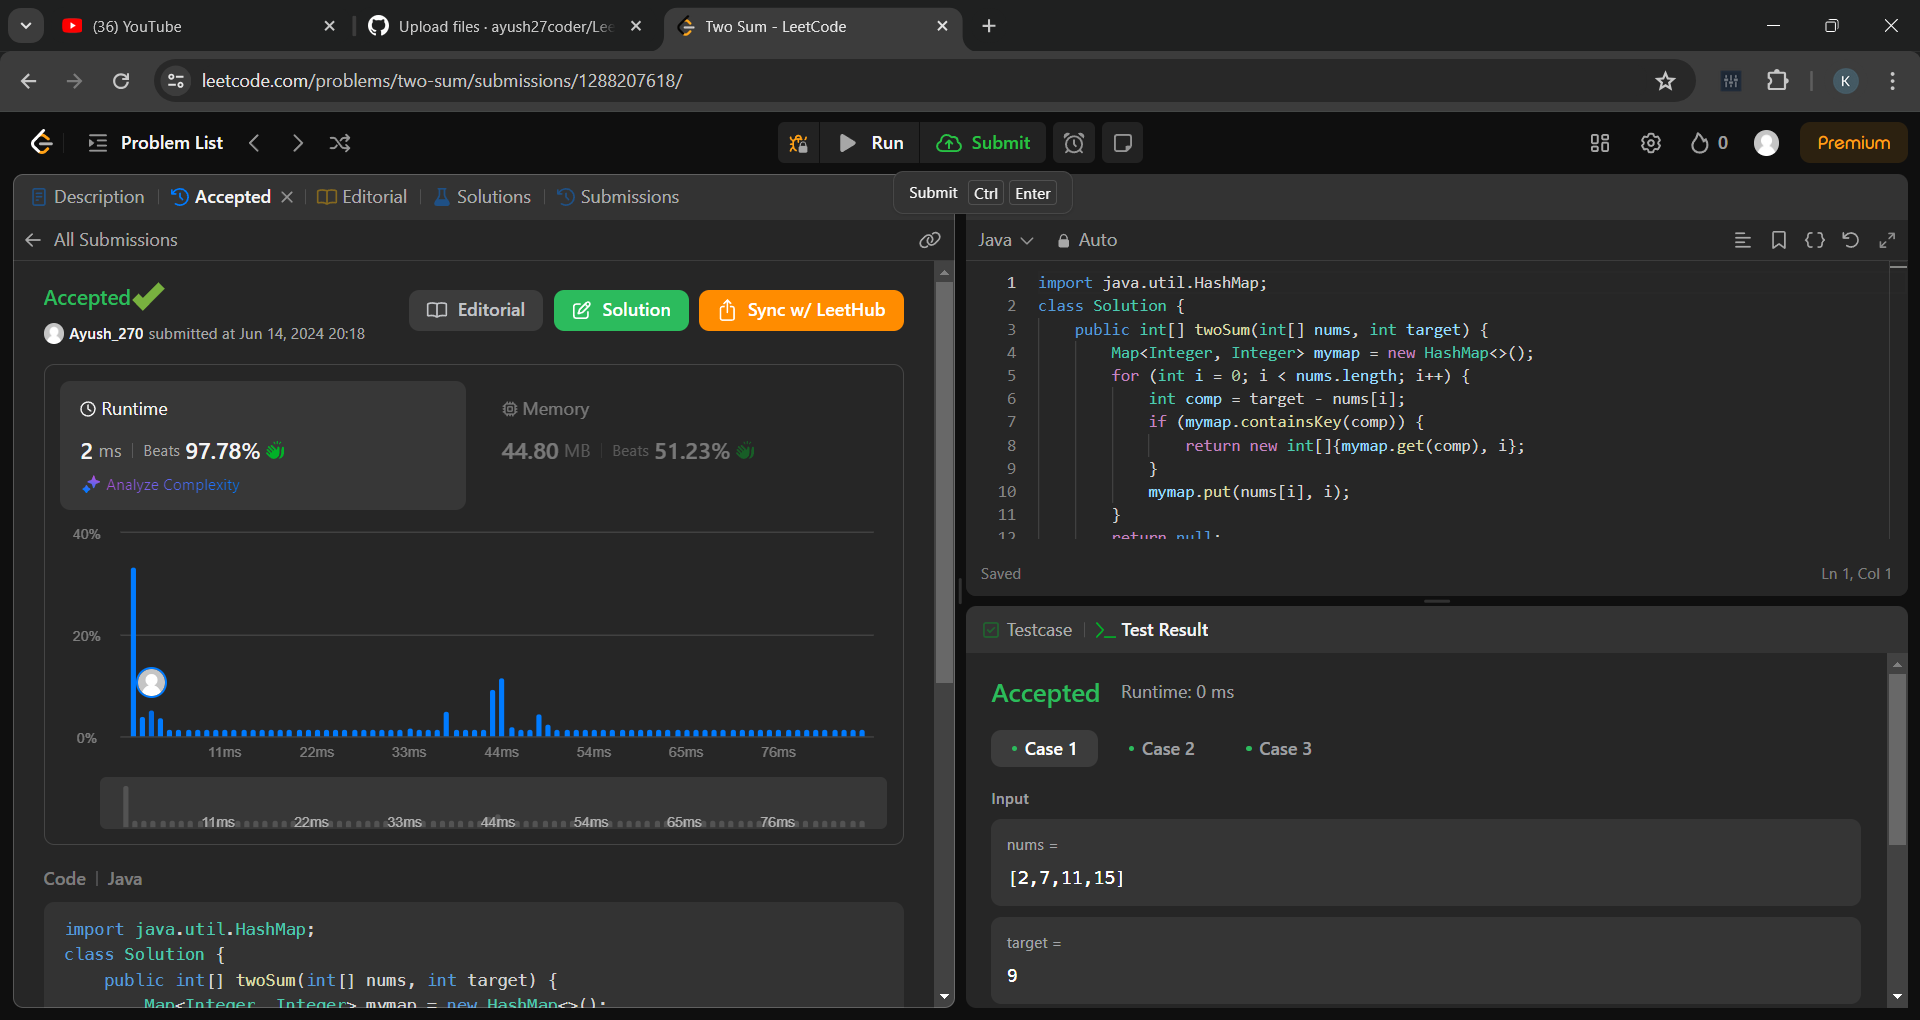 (36) YouTube
Upload files · ayush27coder/Lee
Two Sum - LeetCode
leetcode.com/problems/two-sum/submissions/1288207618/
K
Problem List
Run
Submit
0
Premium
Description
Accepted
Editorial
Solutions
Submissions
Submit Ctrl Enter
All Submissions
Accepted
Ayush_270 submitted at Jun 14, 2024 20:18
Editorial
Solution
Sync w/ LeetHub
Runtime
2 ms Beats 97.78%
Analyze Complexity
Memory
44.80 MB Beats 51.23%
40%
20%
0%
11ms 22ms 33ms 44ms 54ms 65ms 76ms
11ms 22ms 33ms 44ms 54ms 65ms 76ms
Code | Java
import java.util.HashMap;
class Solution {
public int[] twoSum(int[] nums, int target) {
Map<Integer, Integer> mymap = new HashMap<>();
Java
Auto
1 import java.util.HashMap;
2 class Solution {
3 public int[] twoSum(int[] nums, int target) {
4 Map<Integer, Integer> mymap = new HashMap<>();
5 for (int i = 0; i < nums.length; i++) {
6 int comp = target - nums[i];
7 if (mymap.containsKey(comp)) {
8 return new int[]{mymap.get(comp), i};
9 }
10 mymap.put(nums[i], i);
11 }
12 return null;
Saved
Ln 1, Col 1
Testcase
Test Result
Accepted Runtime: 0 ms
• Case 1 • Case 2 • Case 3
Input
nums =
[2,7,11,15]
target =
9